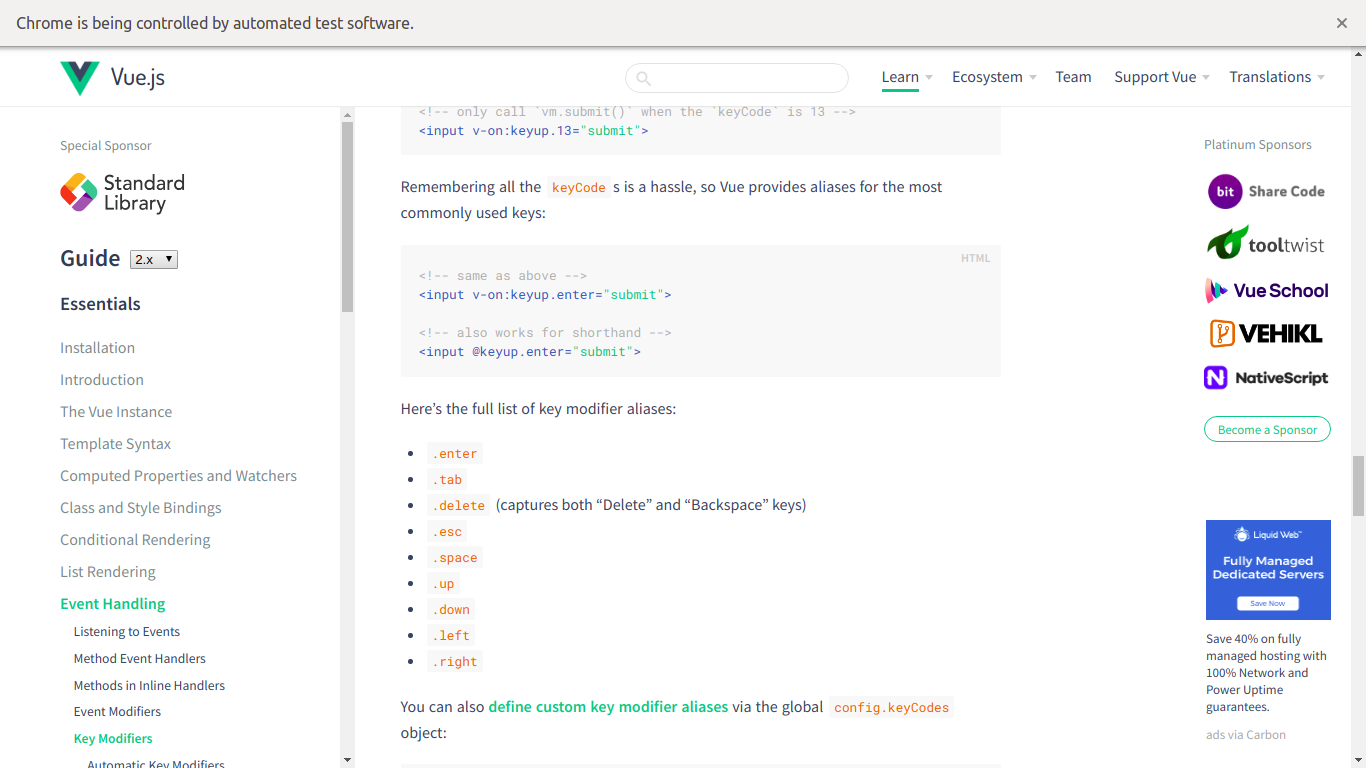 Chrome is being controlled by automated test software.
Vue.js
Learn
Ecosystem
Team
Support Vue
Translations
Special Sponsor
Standard
Library
Guide 2.x
Essentials
Installation
Introduction
The Vue Instance
Template Syntax
Computed Properties and Watchers
Class and Style Bindings
Conditional Rendering
List Rendering
Event Handling
Listening to Events
Method Event Handlers
Methods in Inline Handlers
Event Modifiers
Key Modifiers
Automatic Key Modifiers
<!-- only call `vm.submit()` when the `keyCode` is 13 -->
<input v-on:keyup.13="submit">
Remembering all the keyCode s is a hassle, so Vue provides aliases for the most
commonly used keys:
HTML
<!-- same as above -->
<input v-on:keyup.enter="submit">
<!-- also works for shorthand -->
<input @keyup.enter="submit">
Here’s the full list of key modifier aliases:
.enter
.tab
.delete (captures both “Delete” and “Backspace” keys)
.esc
.space
.up
.down
.left
.right
You can also define custom key modifier aliases via the global config.keyCodes
object:
Platinum Sponsors
bit Share Code
tooltwist
Vue School
VEHIKL
N NativeScript
Become a Sponsor
Liquid Web
Fully Managed
Dedicated Servers
Save Now
Save 40% on fully
managed hosting with
100% Network and
Power Uptime
guarantees.
ads via Carbon